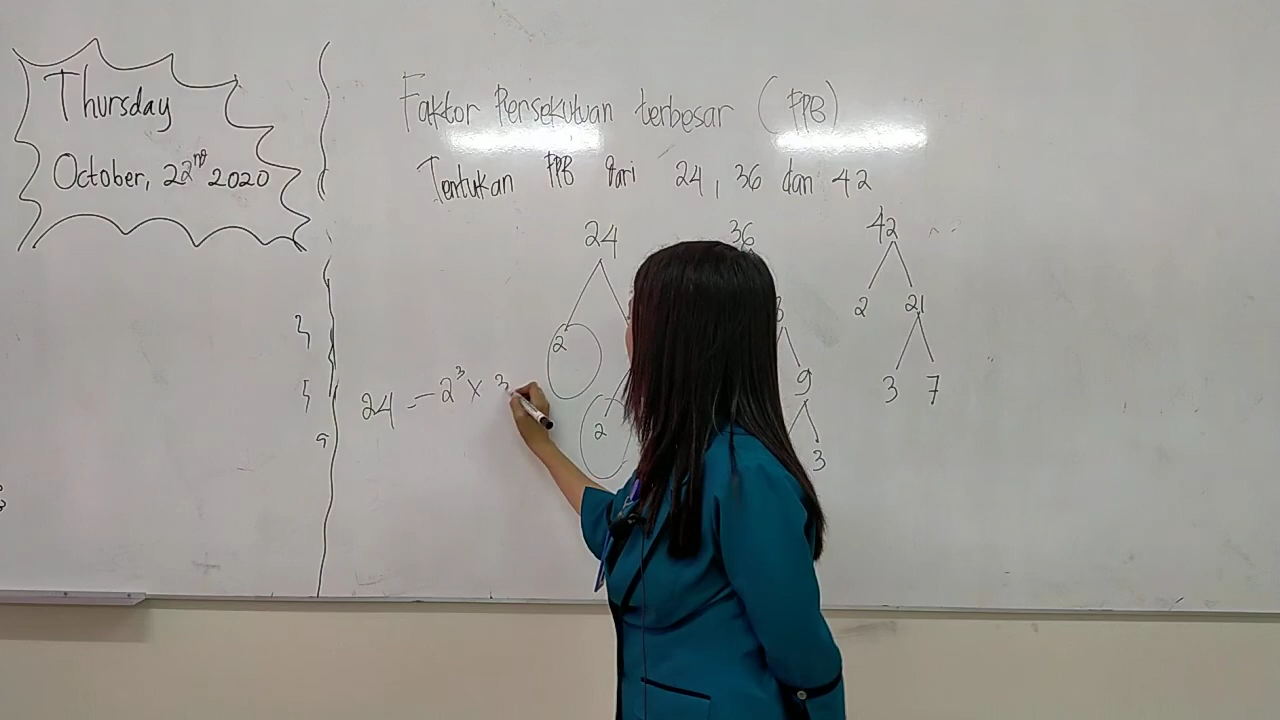 Thursday
October, 22nd 2020
Faktor Persekutuan terbesar (FPB)
Tentukan FPB dari 24, 36 dan 42
24 36 42
2
2 21
24 = 2³ x 3
9 3 7
2
3